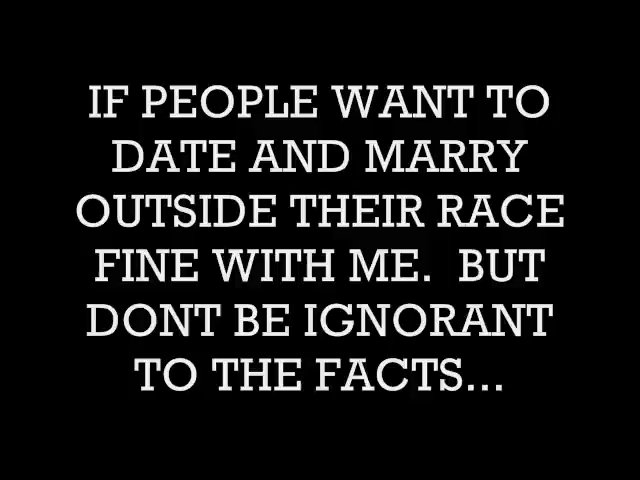 IF PEOPLE WANT TO
DATE AND MARRY
OUTSIDE THEIR RACE
FINE WITH ME.  BUT
DONT BE IGNORANT
TO THE FACTS...